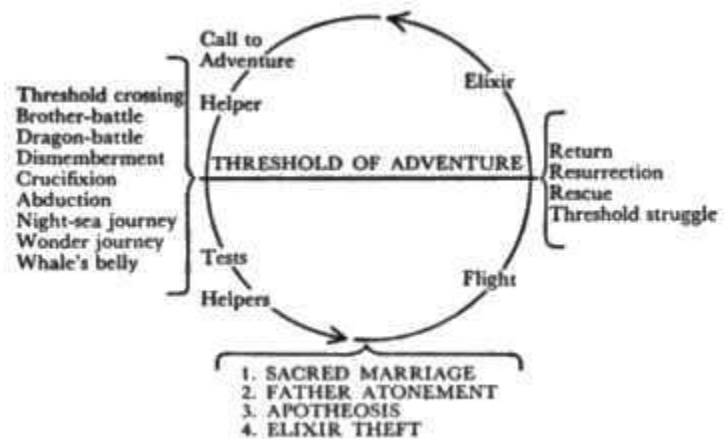 Call to
Adventure
Helper
Elixir
Threshold crossing
Brother-battle
Dragon-battle
Dismemberment
Crucifixion
Abduction
Night-sea journey
Wonder journey
Whale's belly
THRESHOLD OF ADVENTURE
Return
Resurrection
Rescue
Threshold struggle
Tests
Helpers
Flight
1. SACRED MARRIAGE
2. FATHER ATONEMENT
3. APOTHEOSIS
4. ELIXIR THEFT